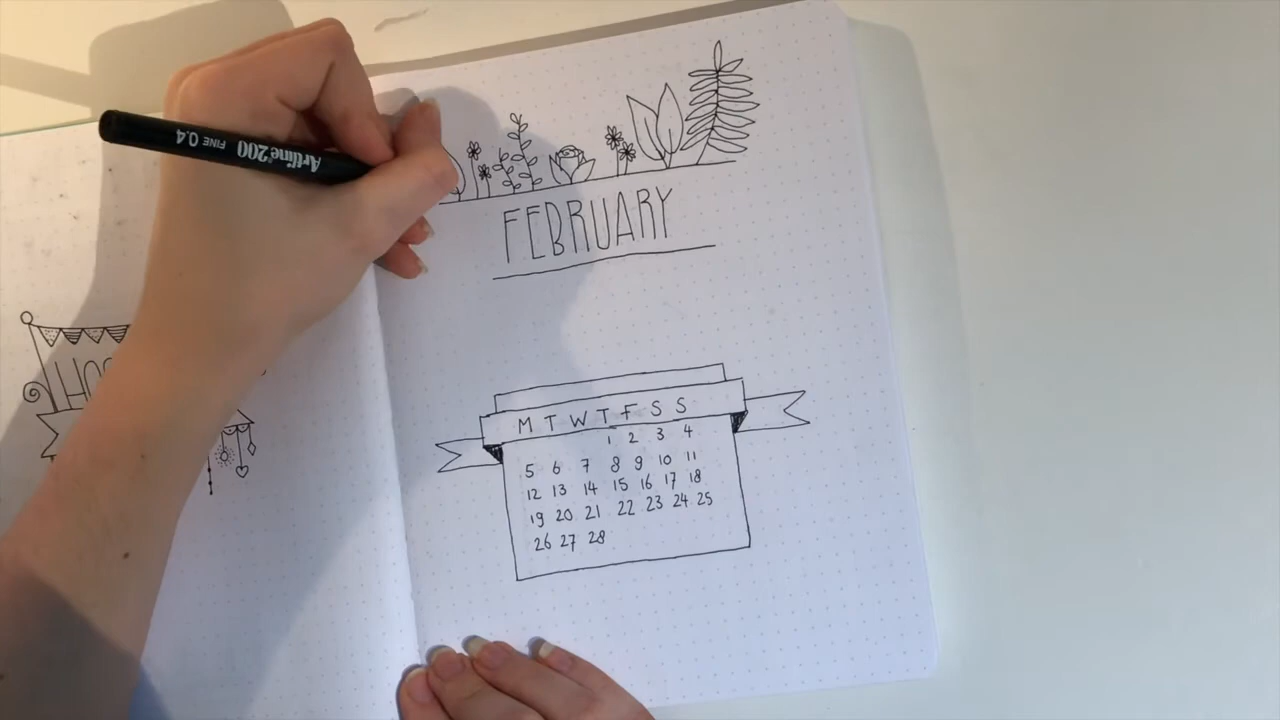 Artline 200 FINE 0.4
FEBRUARY
M T W T F S S
1 2 3 4
5 6 7 8 9 10 11
12 13 14 15 16 17 18
19 20 21 22 23 24 25
26 27 28